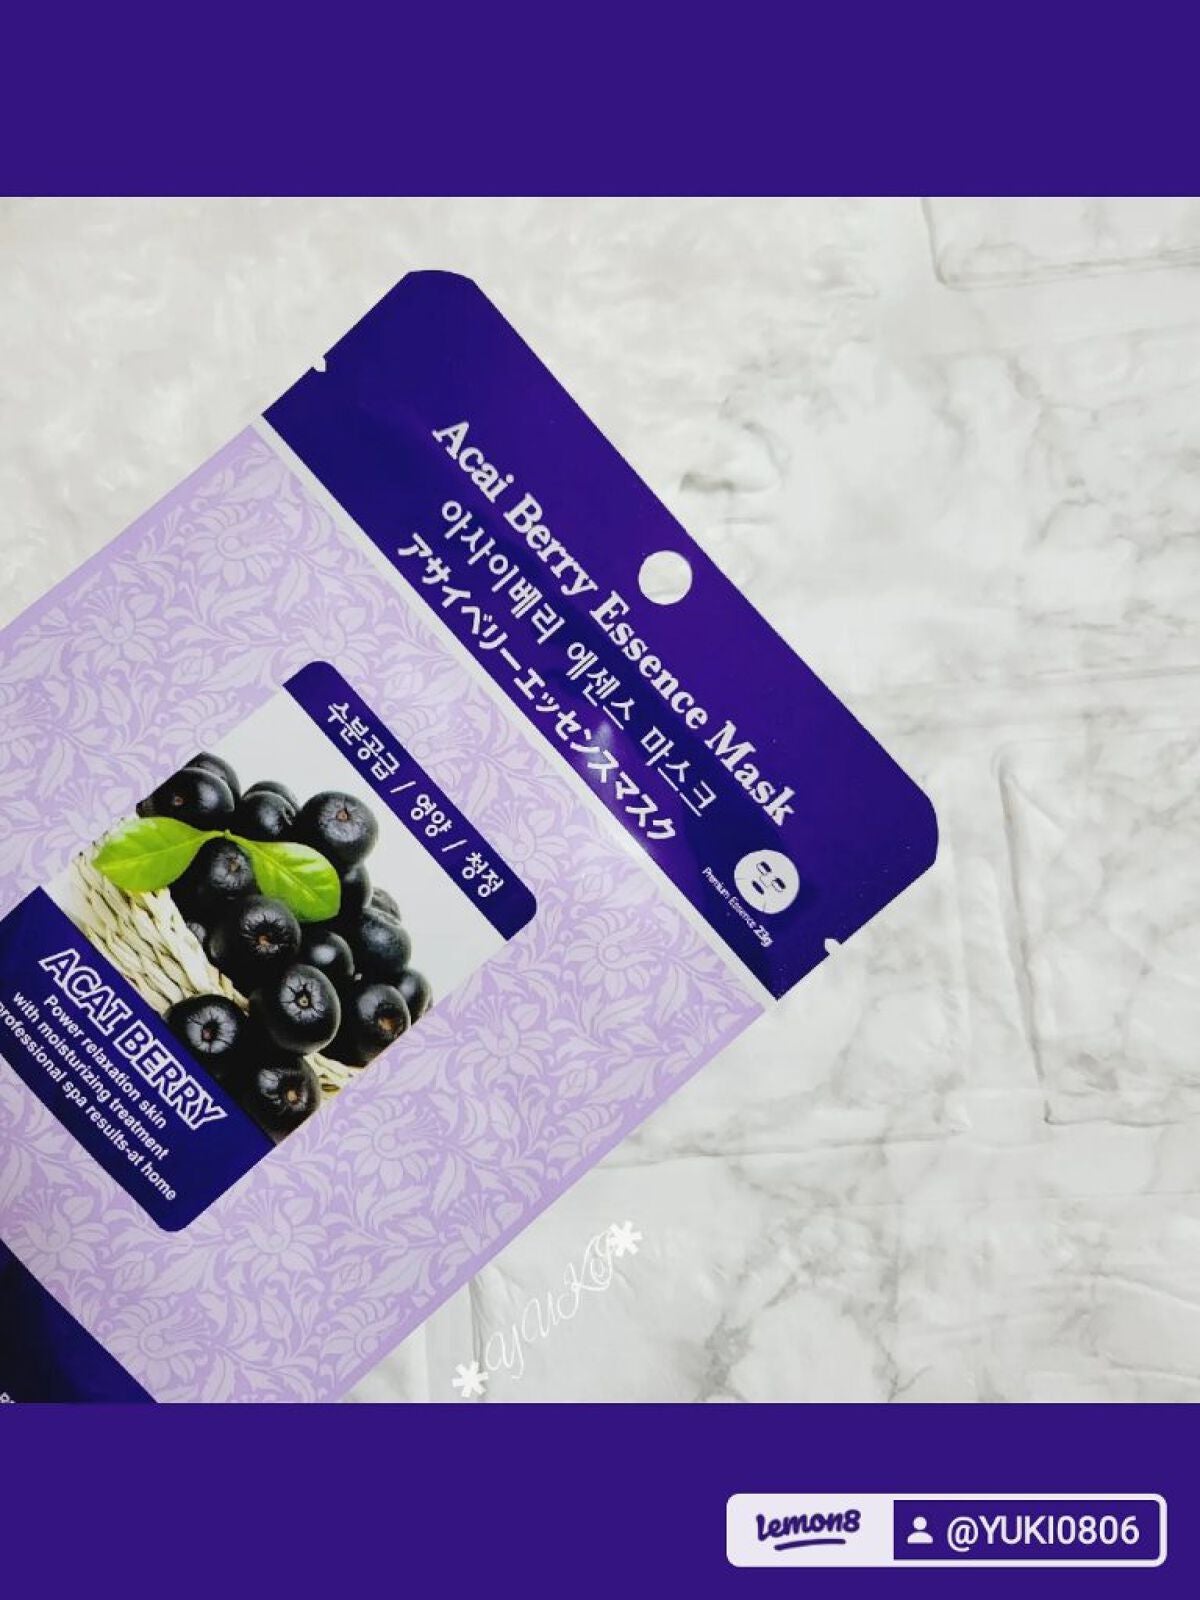 Acai Berry Essence Mask
아사이베리 에센스 마스크
アサイベリーエッセンスマスク
Premium Essence 23g
수분공급 / 영양 / 청정
ACAI BERRY
Power relaxation skin
with moisturizing treatment
professional spa results-at home
*YUKI*
Lemon8 @YUKI0806